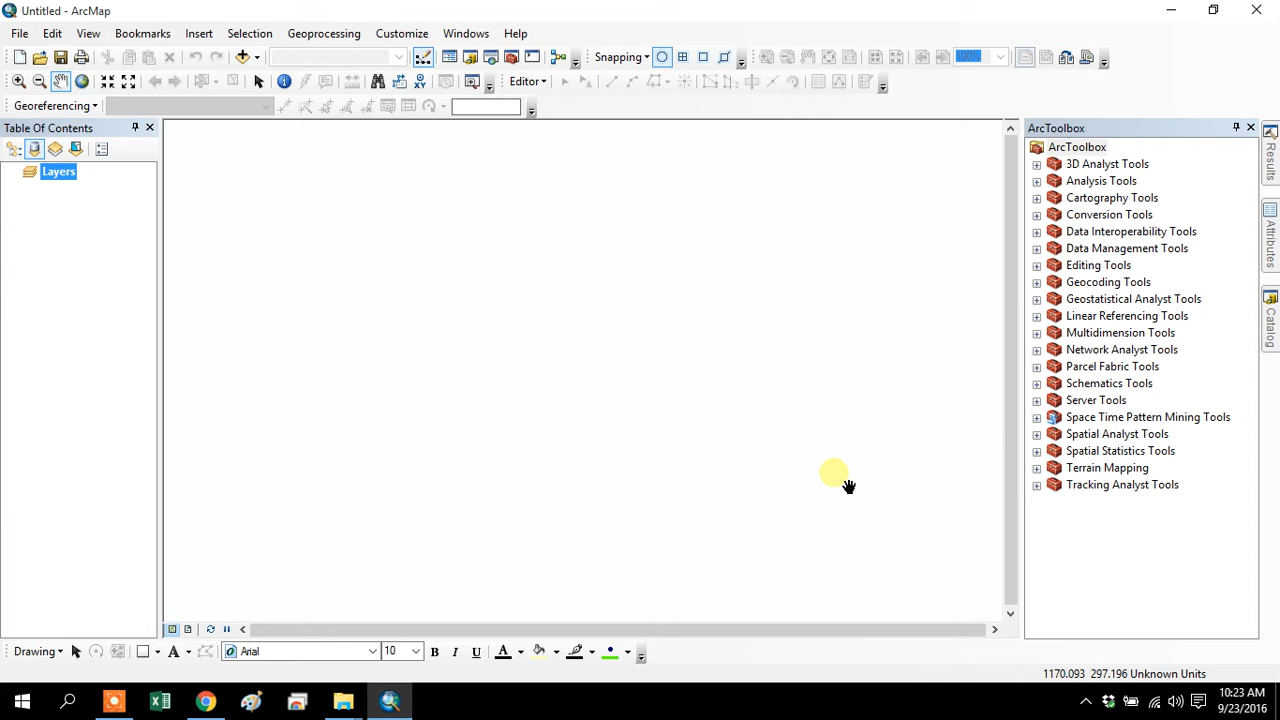 Untitled - ArcMap
File Edit View Bookmarks Insert Selection Geoprocessing Customize Windows Help
Snapping 100%
Editor
Georeferencing
Table Of Contents
Layers
ArcToolbox
ArcToolbox
3D Analyst Tools
Analysis Tools
Cartography Tools
Conversion Tools
Data Interoperability Tools
Data Management Tools
Editing Tools
Geocoding Tools
Geostatistical Analyst Tools
Linear Referencing Tools
Multidimension Tools
Network Analyst Tools
Parcel Fabric Tools
Schematics Tools
Server Tools
Space Time Pattern Mining Tools
Spatial Analyst Tools
Spatial Statistics Tools
Terrain Mapping
Tracking Analyst Tools
Results
Attributes
Catalog
Drawing A Arial 10 B I U A
1170.093 297.196 Unknown Units
10:23 AM
9/23/2016